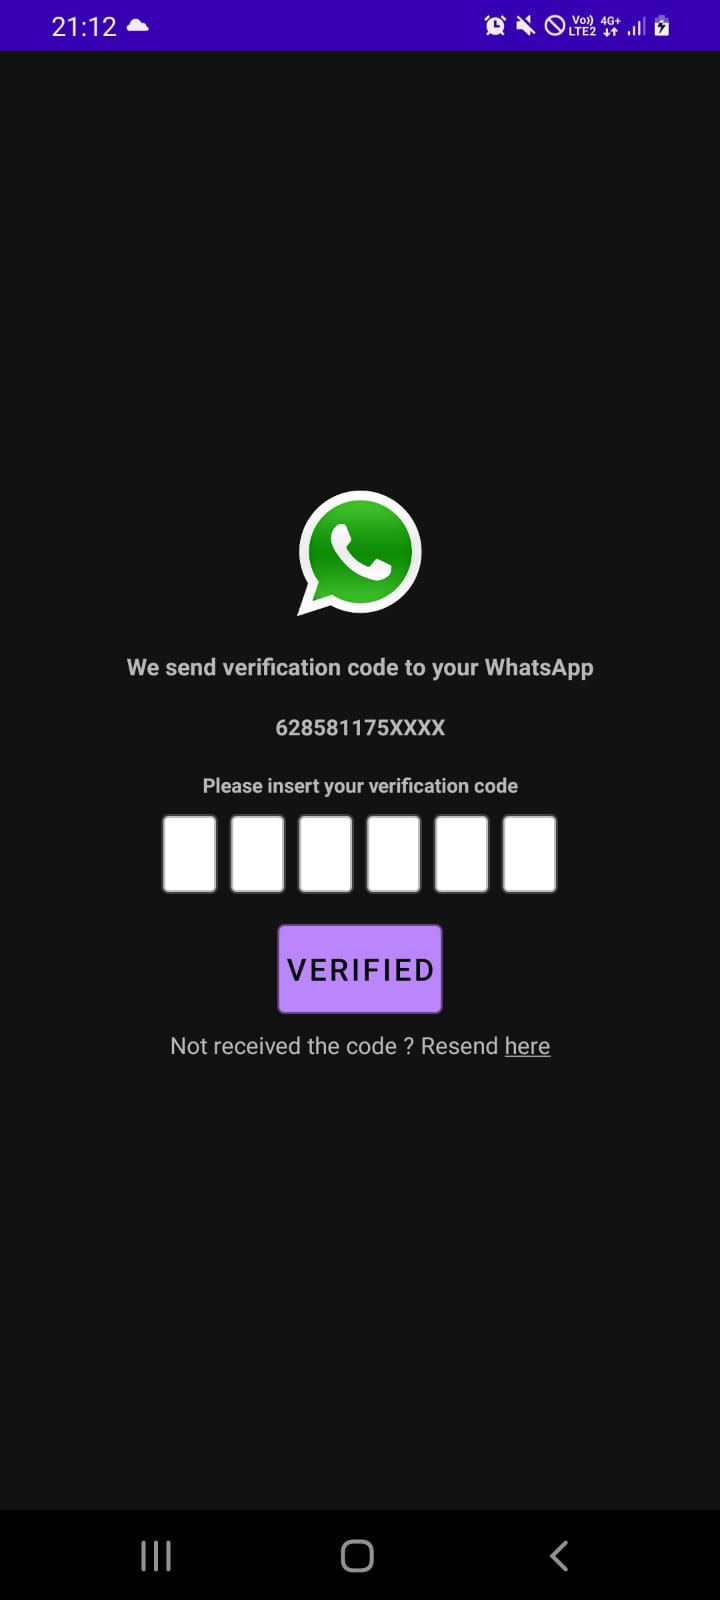 21:12
Vo)) 4G+
LTE2
We send verification code to your WhatsApp
628581175XXXX
Please insert your verification code
VERIFIED
Not received the code ? Resend here